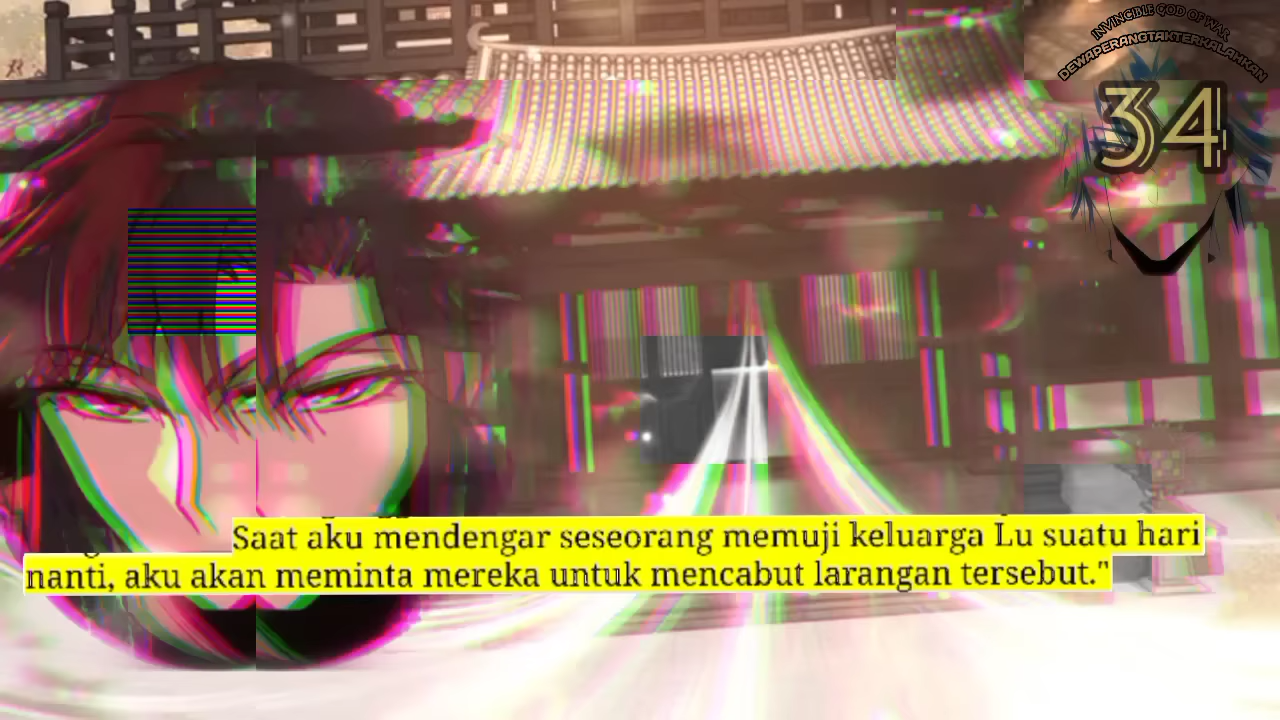 INVINCIBLE GOD OF WAR
DEWAPERANGTAKTERKALAHKAN
34
Saat aku mendengar seseorang memuji keluarga Lu suatu hari
nanti, aku akan meminta mereka untuk mencabut larangan tersebut."